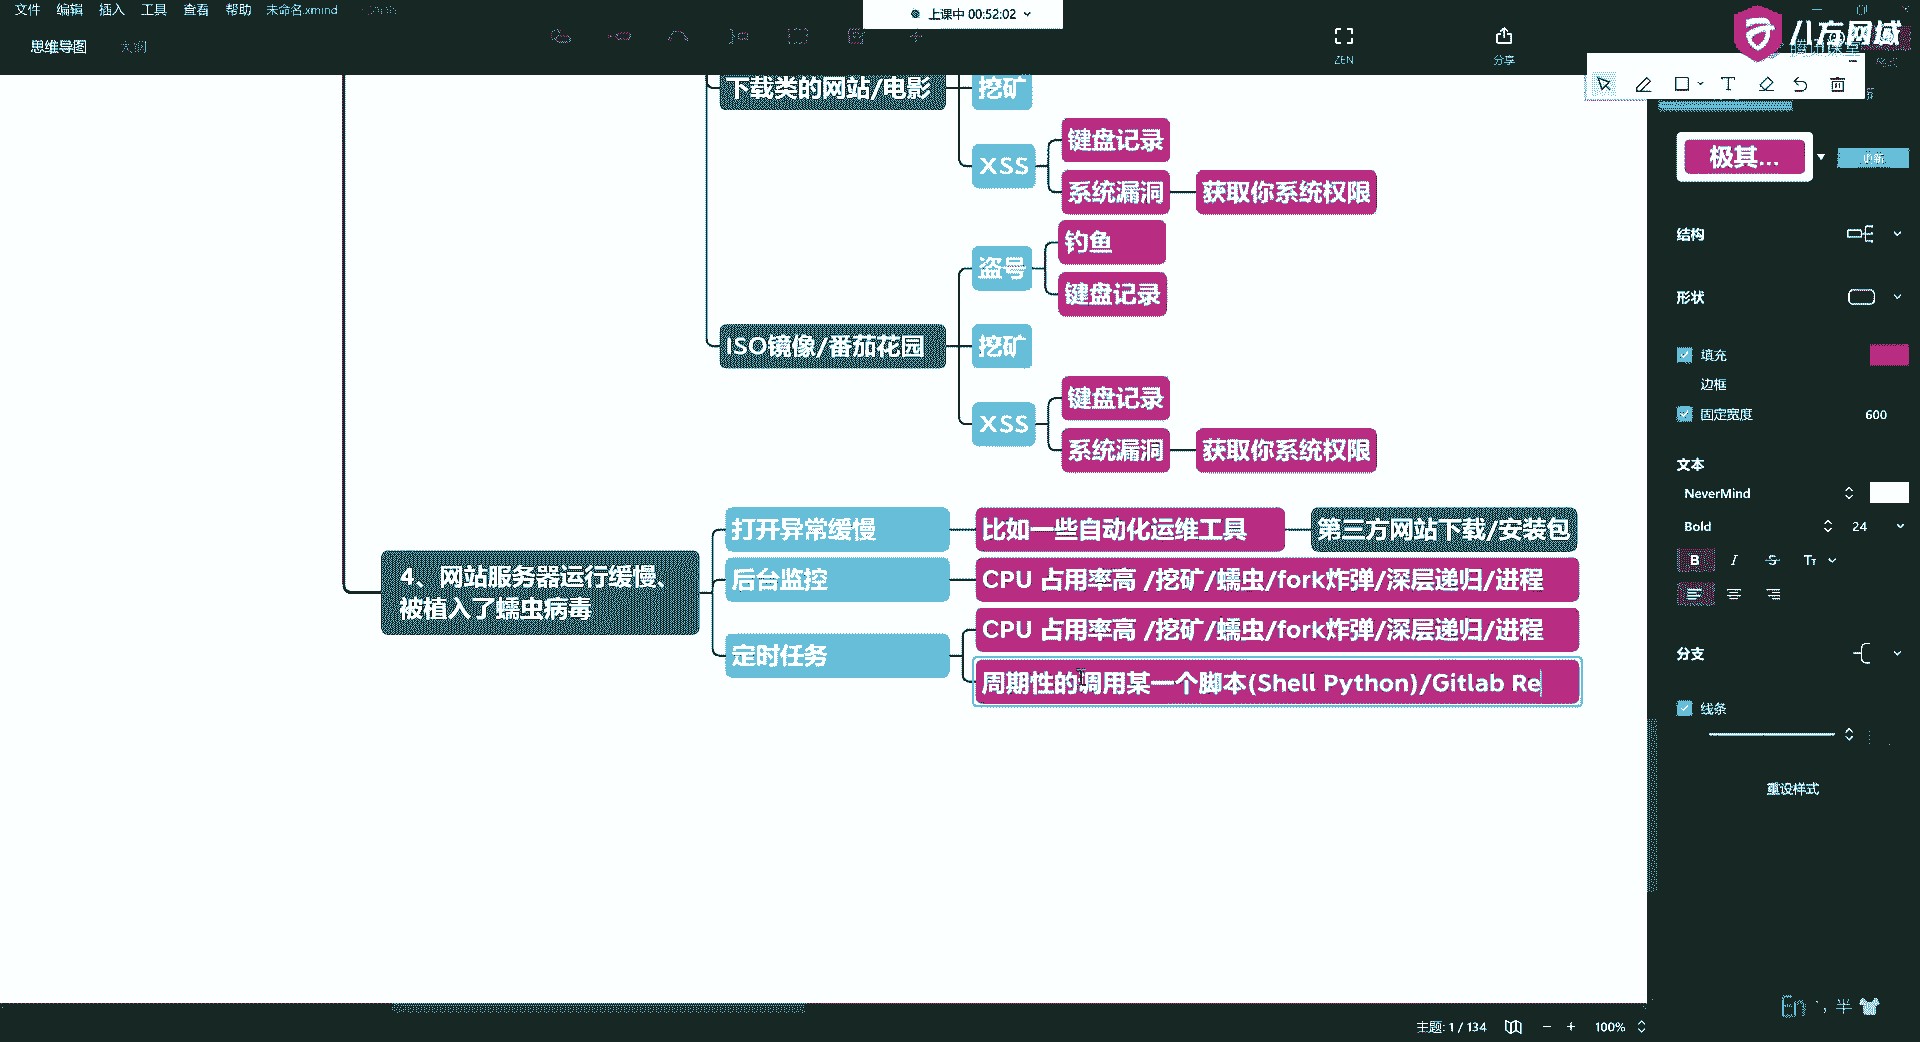 文件 编辑 插入 工具 查看 帮助 未命名.xmind
上课中 00:52:02
八方网域
腾讯课堂
思维导图 大纲
ZEN
分享
下载类的网站/电影
挖矿
XSS
键盘记录
系统漏洞
获取你系统权限
ISO镜像/番茄花园
盗号
钓鱼
键盘记录
挖矿
XSS
键盘记录
系统漏洞
获取你系统权限
4、网站服务器运行缓慢、
被植入了蠕虫病毒
打开异常缓慢
比如一些自动化运维工具
第三方网站下载/安装包
后台监控
CPU 占用率高 /挖矿/蠕虫/fork炸弹/深层递归/进程
定时任务
CPU 占用率高 /挖矿/蠕虫/fork炸弹/深层递归/进程
周期性的调用某一个脚本(Shell Python)/Gitlab Re
极其...
更新
结构
形状
填充
边框
固定宽度 600
文本
NeverMind
Bold 24
B I S Tт
分支
线条
重设样式
En 半
主题: 1 / 134
100%